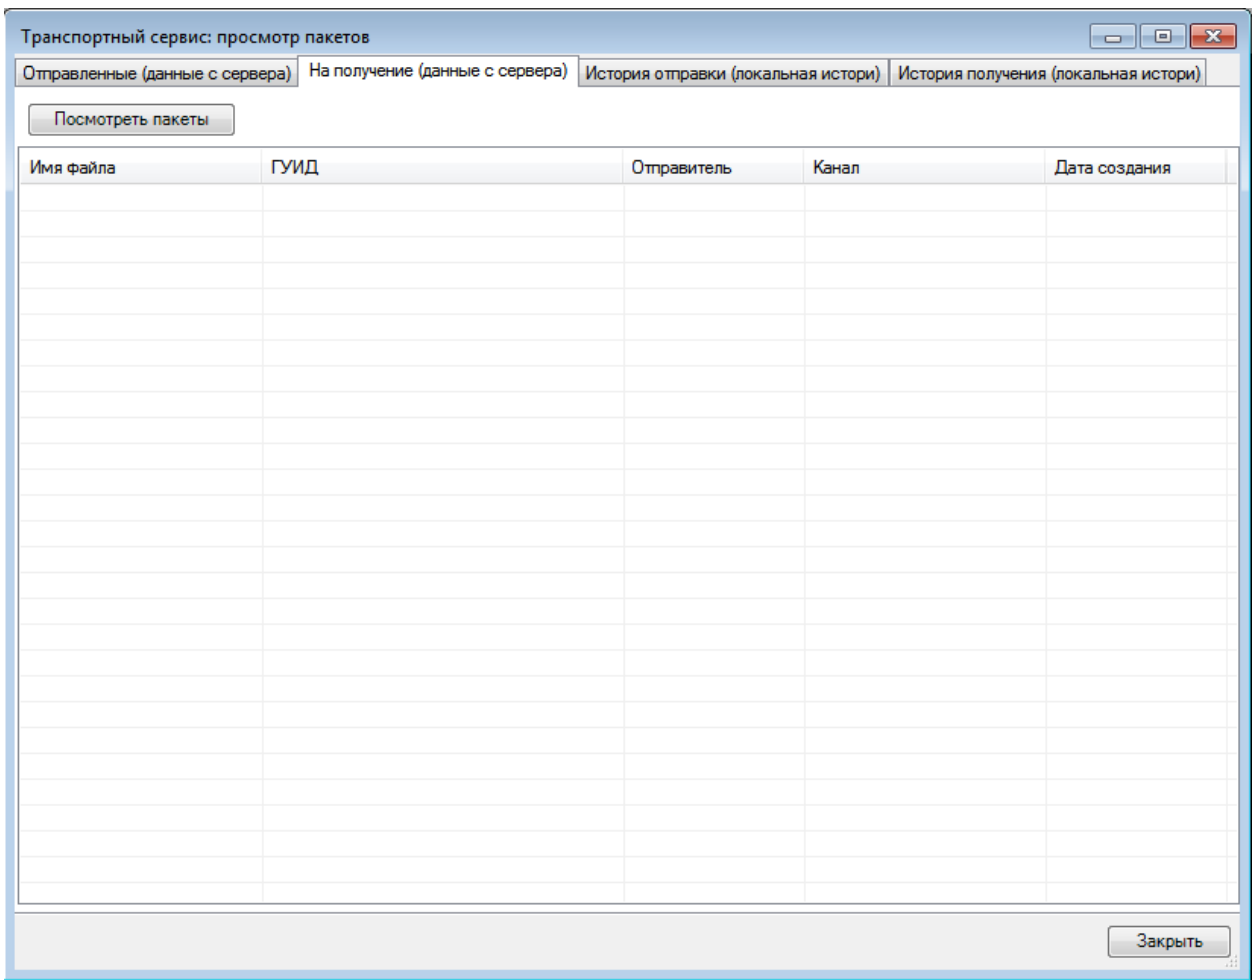 Транспортный сервис: просмотр пакетов
Отправленные (данные с сервера) На получение (данные с сервера) История отправки (локальная истори) История получения (локальная истори)
Посмотреть пакеты
Имя файла ГУИД Отправитель Канал Дата создания
Закрыть